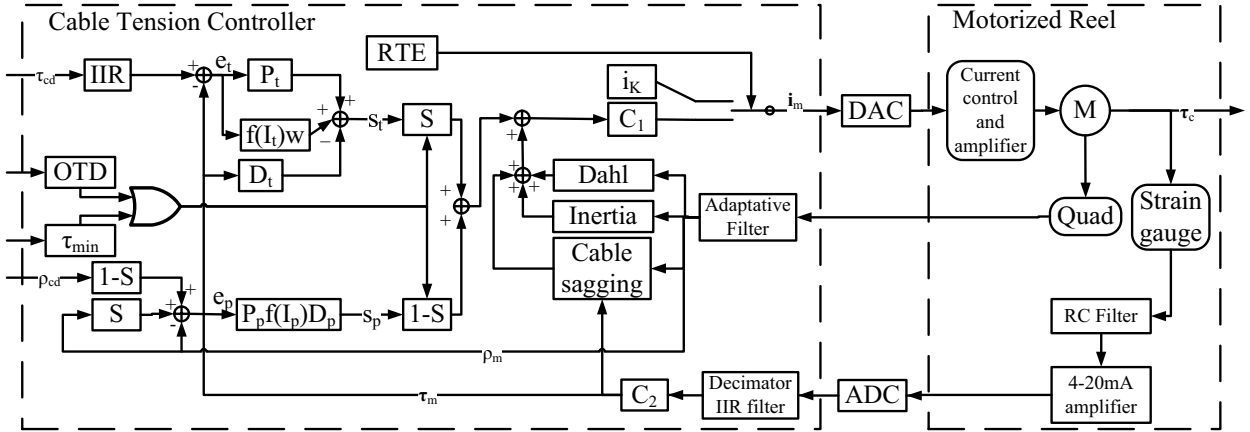 Cable Tension Controller
Motorized Reel
RTE
τcd
IIR
+
-
et
Pt
+
+
−
f(It)w
Dt
st
S
iK
C1
im
DAC
Current
control
and
amplifier
M
τc
OTD
τmin
+
+
+
+
+
+
+
Dahl
Inertia
Cable
sagging
Adaptative
Filter
Quad
Strain
gauge
ρcd
1-S
S
+
+
-
ep
Ppf(Ip)Dp
sp
1-S
ρm
RC Filter
τm
C2
Decimator
IIR filter
ADC
4-20mA
amplifier